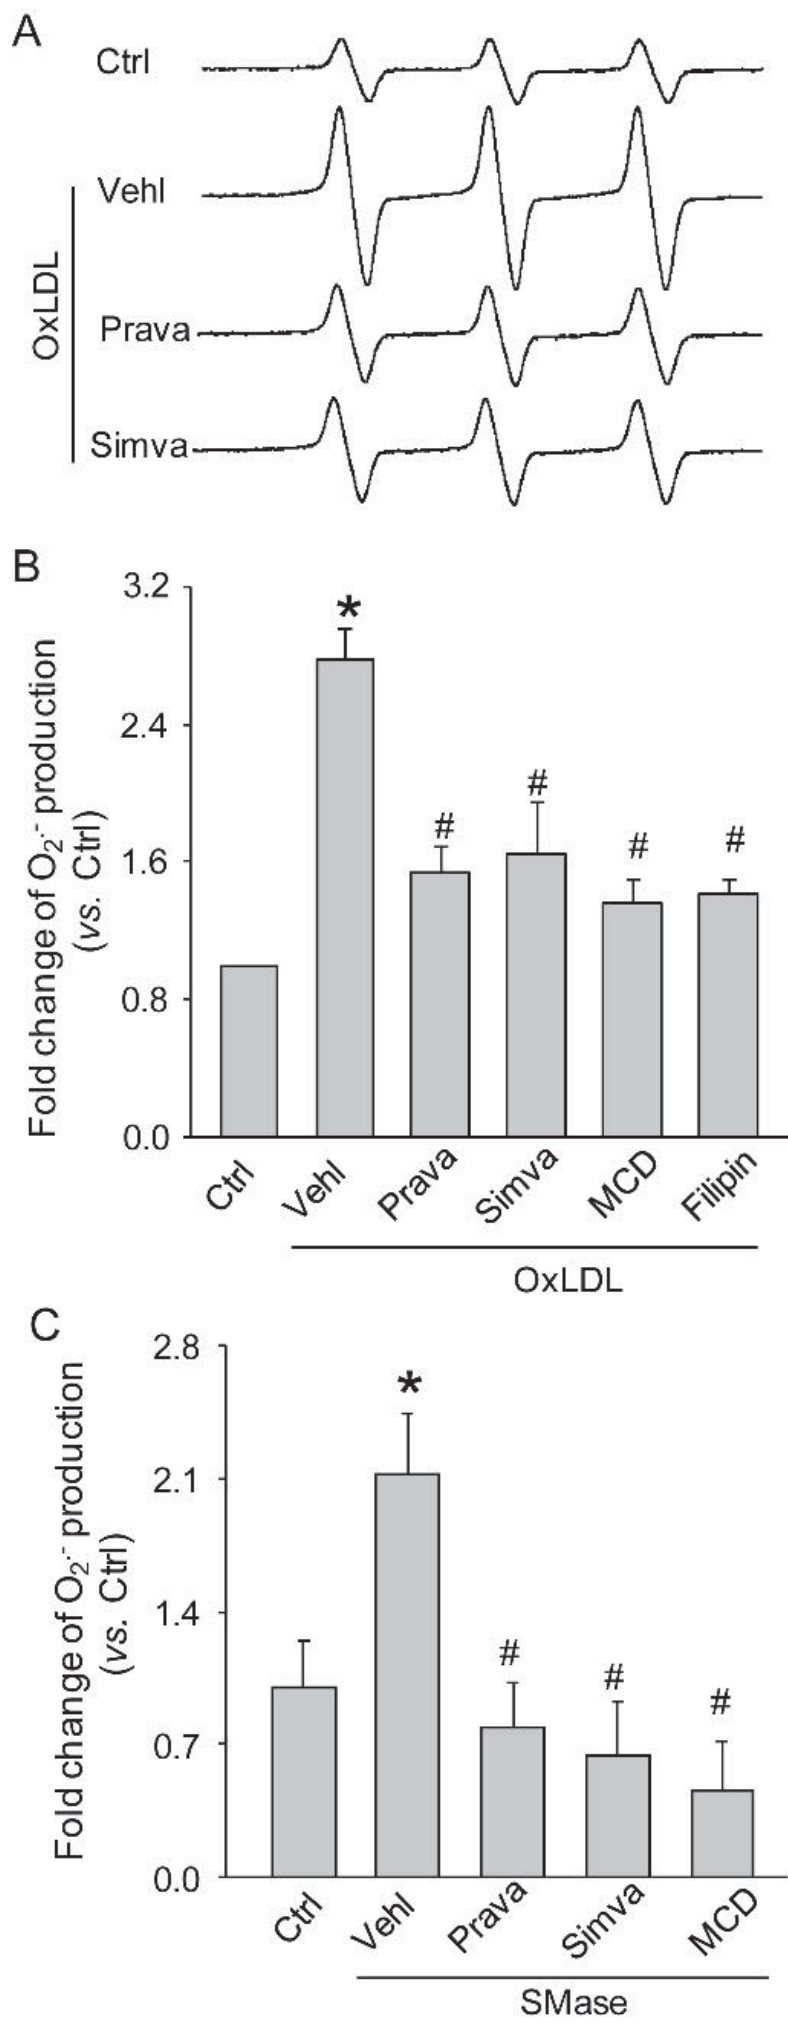 A
Ctrl
Vehl
Prava
Simva
OxLDL
B
Fold change of O2·- production
(vs. Ctrl)
3.2
2.4
1.6
0.8
0.0
*
#
#
#
#
Ctrl
Vehl
Prava
Simva
MCD
Filipin
OxLDL
C
Fold change of O2·- production
(vs. Ctrl)
2.8
2.1
1.4
0.7
0.0
*
#
#
#
Ctrl
Vehl
Prava
Simva
MCD
SMase